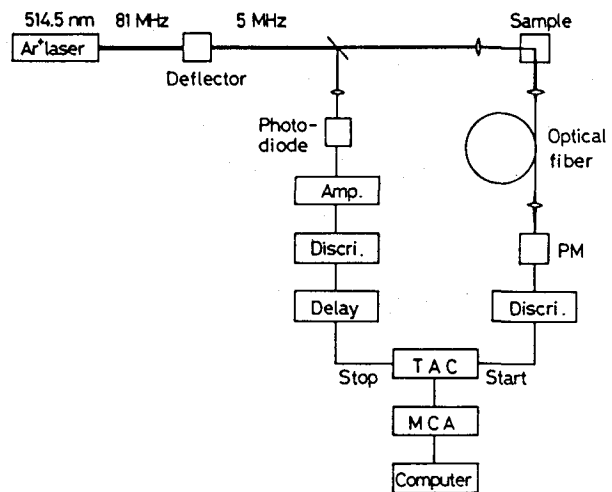 514.5 nm 81 MHz 5 MHz Sample
Ar⁺laser
Deflector
Photo-
diode
Optical
fiber
Amp.
PM
Discri.
Delay Discri.
Stop TAC Start
MCA
Computer